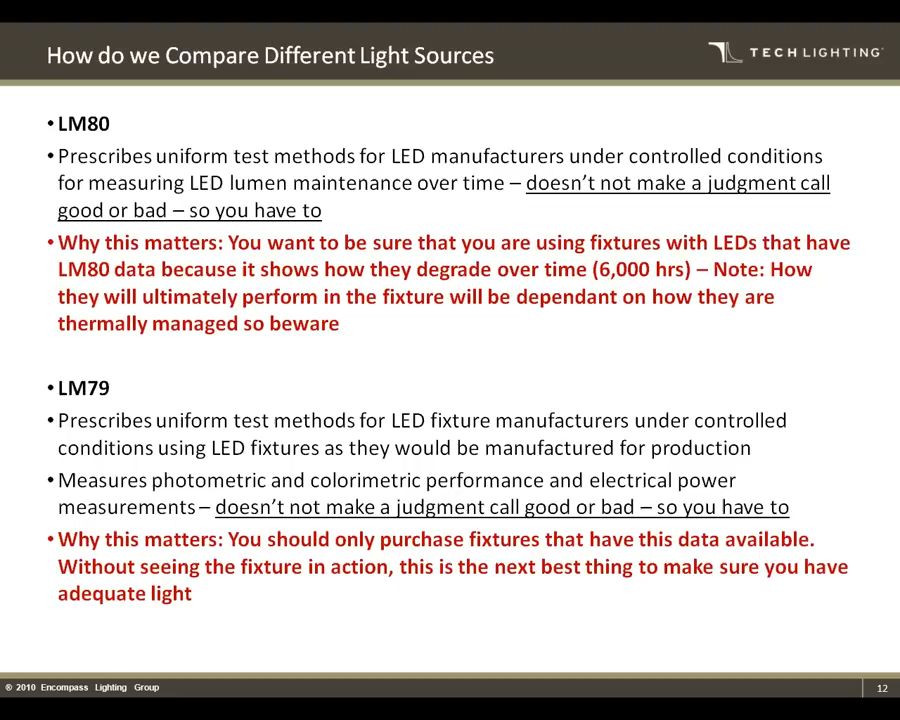 How do we Compare Different Light Sources
TECH LIGHTING
• LM80
• Prescribes uniform test methods for LED manufacturers under controlled conditions
for measuring LED lumen maintenance over time – doesn't not make a judgment call
good or bad – so you have to
• Why this matters: You want to be sure that you are using fixtures with LEDs that have
LM80 data because it shows how they degrade over time (6,000 hrs) – Note: How
they will ultimately perform in the fixture will be dependant on how they are
thermally managed so beware
• LM79
• Prescribes uniform test methods for LED fixture manufacturers under controlled
conditions using LED fixtures as they would be manufactured for production
• Measures photometric and colorimetric performance and electrical power
measurements – doesn't not make a judgment call good or bad – so you have to
• Why this matters: You should only purchase fixtures that have this data available.
Without seeing the fixture in action, this is the next best thing to make sure you have
adequate light
® 2010 Encompass Lighting Group
12